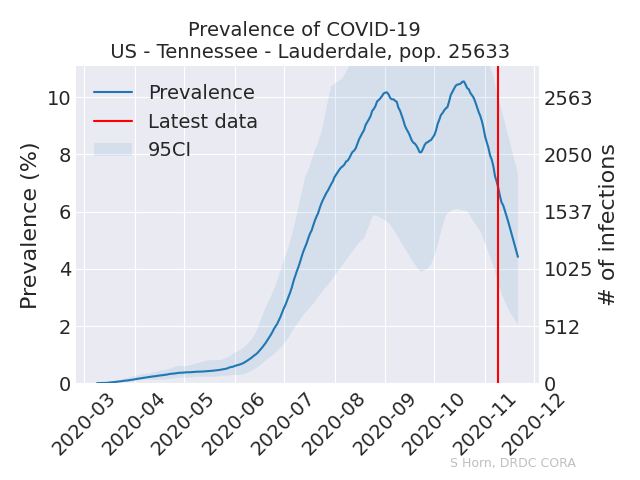 Prevalence of COVID-19
US - Tennessee - Lauderdale, pop. 25633
Prevalence
Latest data
95CI
Prevalence (%)
10
8
6
4
2
0
2563
2050
1537
1025
512
0
# of infections
2020-03
2020-04
2020-05
2020-06
2020-07
2020-08
2020-09
2020-10
2020-11
2020-12
S Horn, DRDC CORA